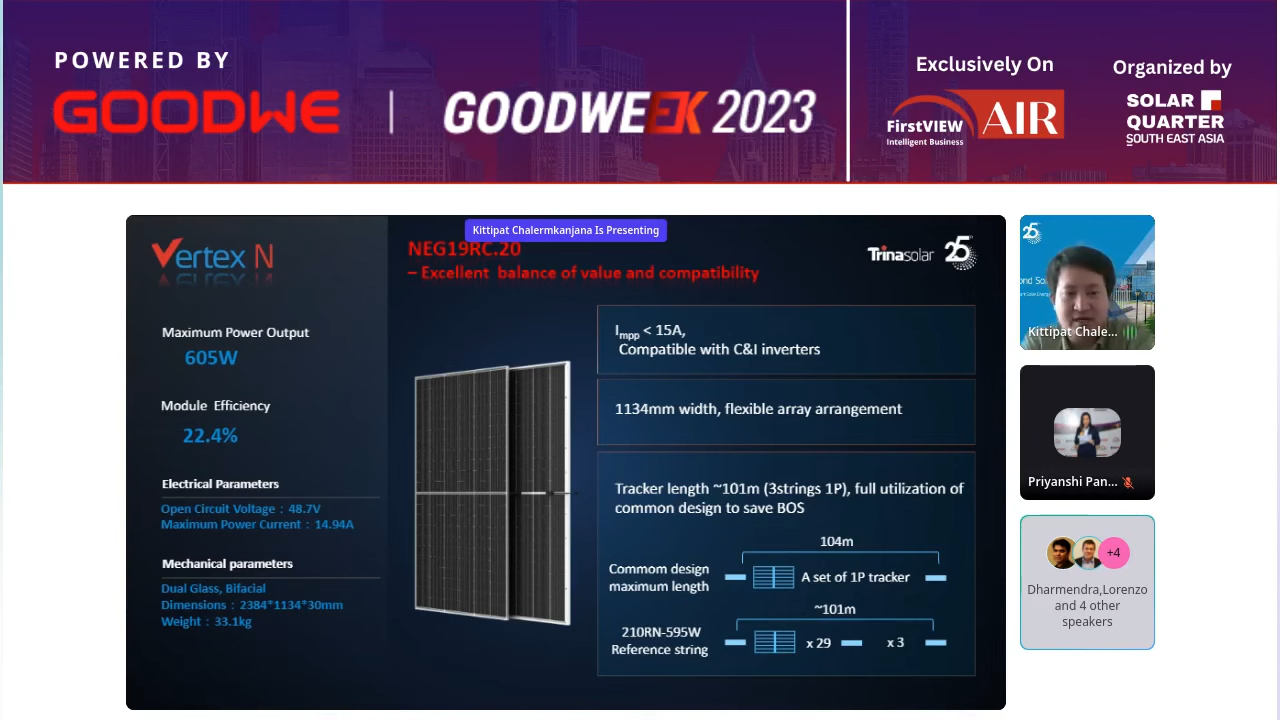 POWERED BY
GOODWE
GOODWEEK 2023
Exclusively On
FirstVIEW AIR
Intelligent Business
Organized by
SOLAR
QUARTER
SOUTH EAST ASIA
Kittipat Chalermkanjana Is Presenting
Vertex N
NEG19RC.20
– Excellent balance of value and compatibility
Trinasolar 25
Maximum Power Output
605W
Module Efficiency
22.4%
Electrical Parameters
Open Circuit Voltage : 48.7V
Maximum Power Current : 14.94A
Mechanical parameters
Dual Glass, Bifacial
Dimensions : 2384*1134*30mm
Weight : 33.1kg
Impp < 15A,
Compatible with C&I inverters
1134mm width, flexible array arrangement
Tracker length ~101m (3strings 1P), full utilization of
common design to save BOS
104m
Commom design
maximum length
A set of 1P tracker
~101m
210RN-595W
Reference string
x 29
x 3
25
Kittipat Chale...
Priyanshi Pan...
+4
Dharmendra,Lorenzo
and 4 other
speakers